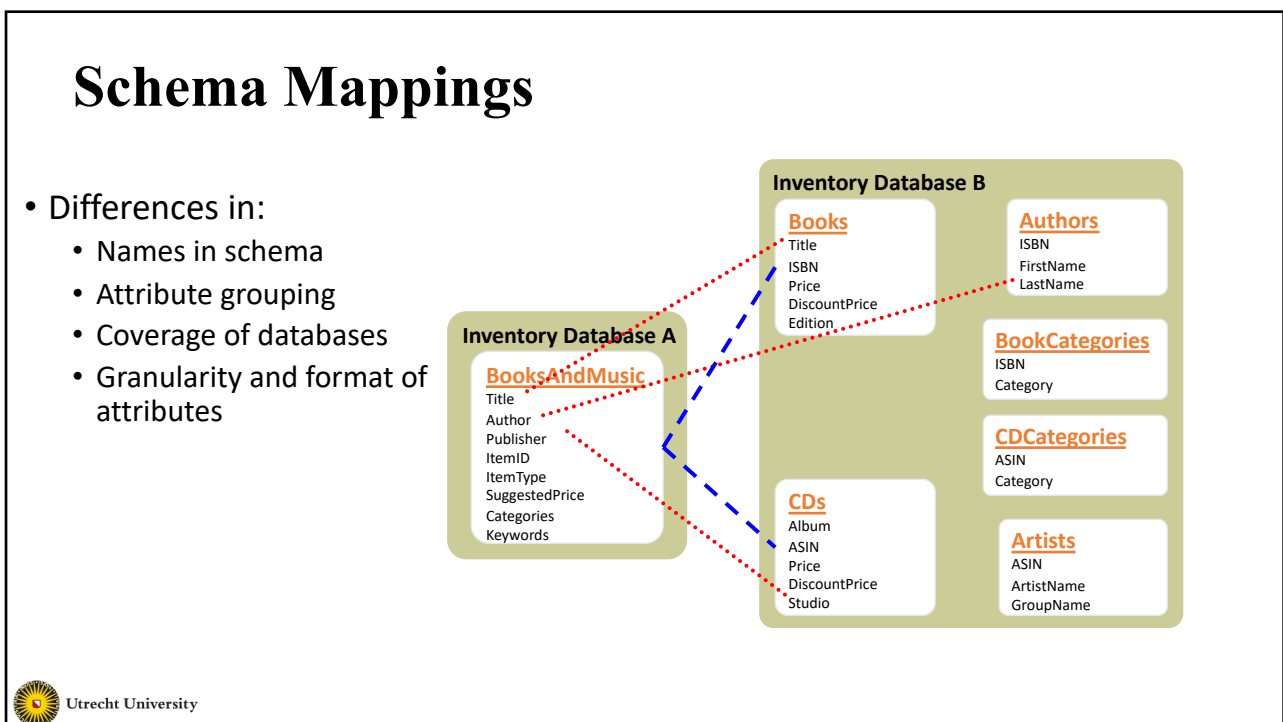 Schema Mappings
• Differences in:
• Names in schema
• Attribute grouping
• Coverage of databases
• Granularity and format of
attributes
Inventory Database A
BooksAndMusic
Title
Author
Publisher
ItemID
ItemType
SuggestedPrice
Categories
Keywords
Inventory Database B
Books
Title
ISBN
Price
DiscountPrice
Edition
Authors
ISBN
FirstName
LastName
BookCategories
ISBN
Category
CDCategories
ASIN
Category
CDs
Album
ASIN
Price
DiscountPrice
Studio
Artists
ASIN
ArtistName
GroupName
Utrecht University